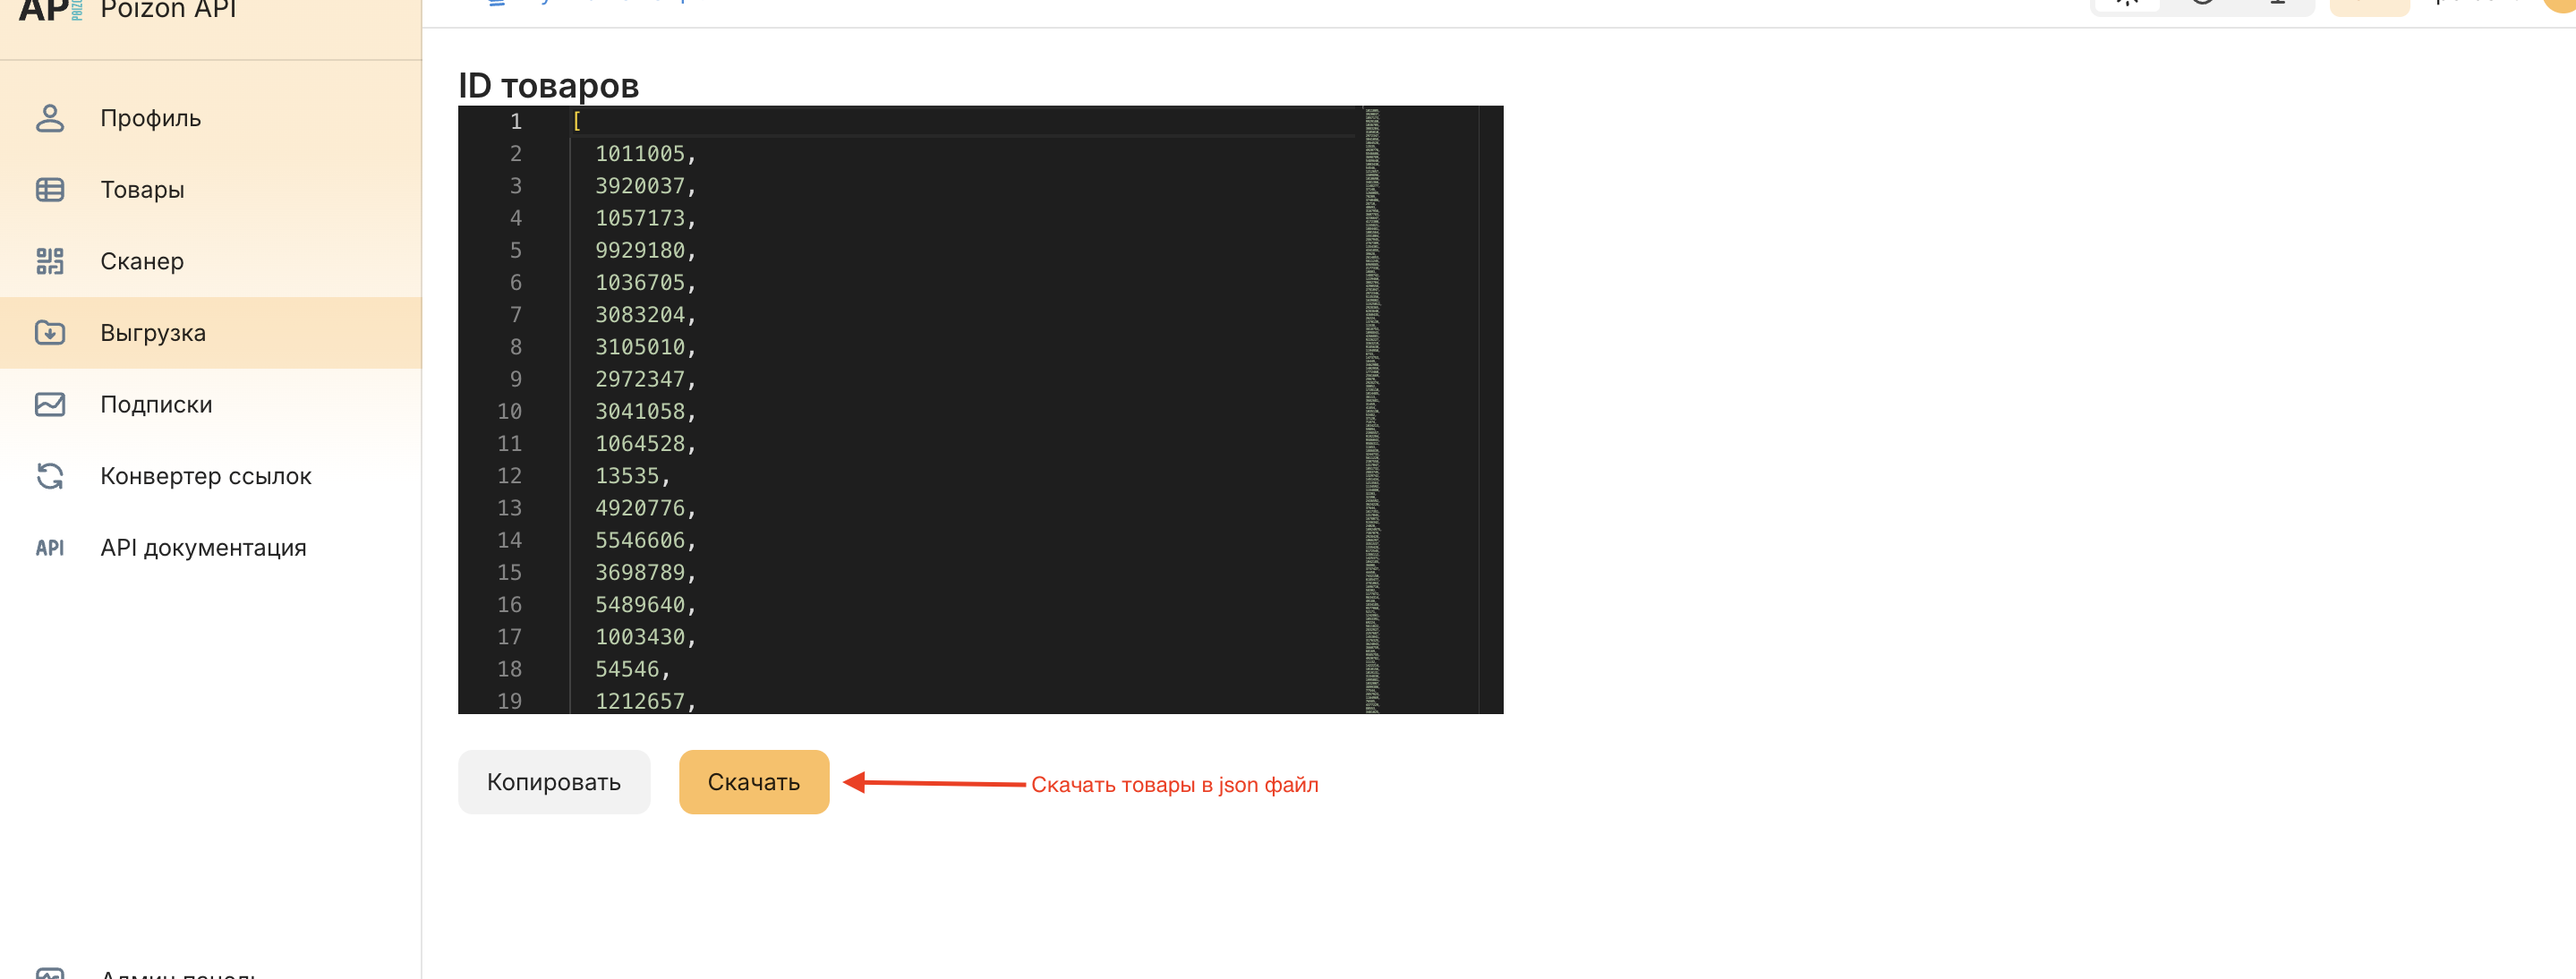 Poizon API
Профиль
Товары
Сканер
Выгрузка
Подписки
Конвертер ссылок
API API документация
ID товаров
1 [
2 1011005,
3 3920037,
4 1057173,
5 9929180,
6 1036705,
7 3083204,
8 3105010,
9 2972347,
10 3041058,
11 1064528,
12 13535,
13 4920776,
14 5546606,
15 3698789,
16 5489640,
17 1003430,
18 54546,
19 1212657,
Копировать
Скачать
Скачать товары в json файл
Админ панель